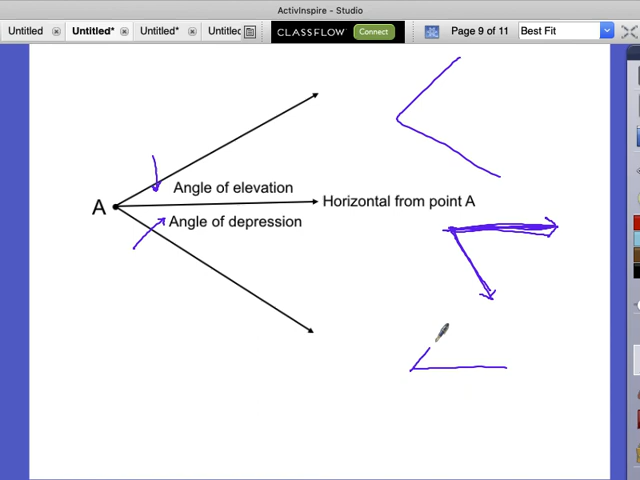 ActivInspire - Studio
Untitled
Untitled*
Untitled*
Untitled
CLASSFLOW
Connect
Page 9 of 11
Best Fit
Angle of elevation
A
Horizontal from point A
Angle of depression